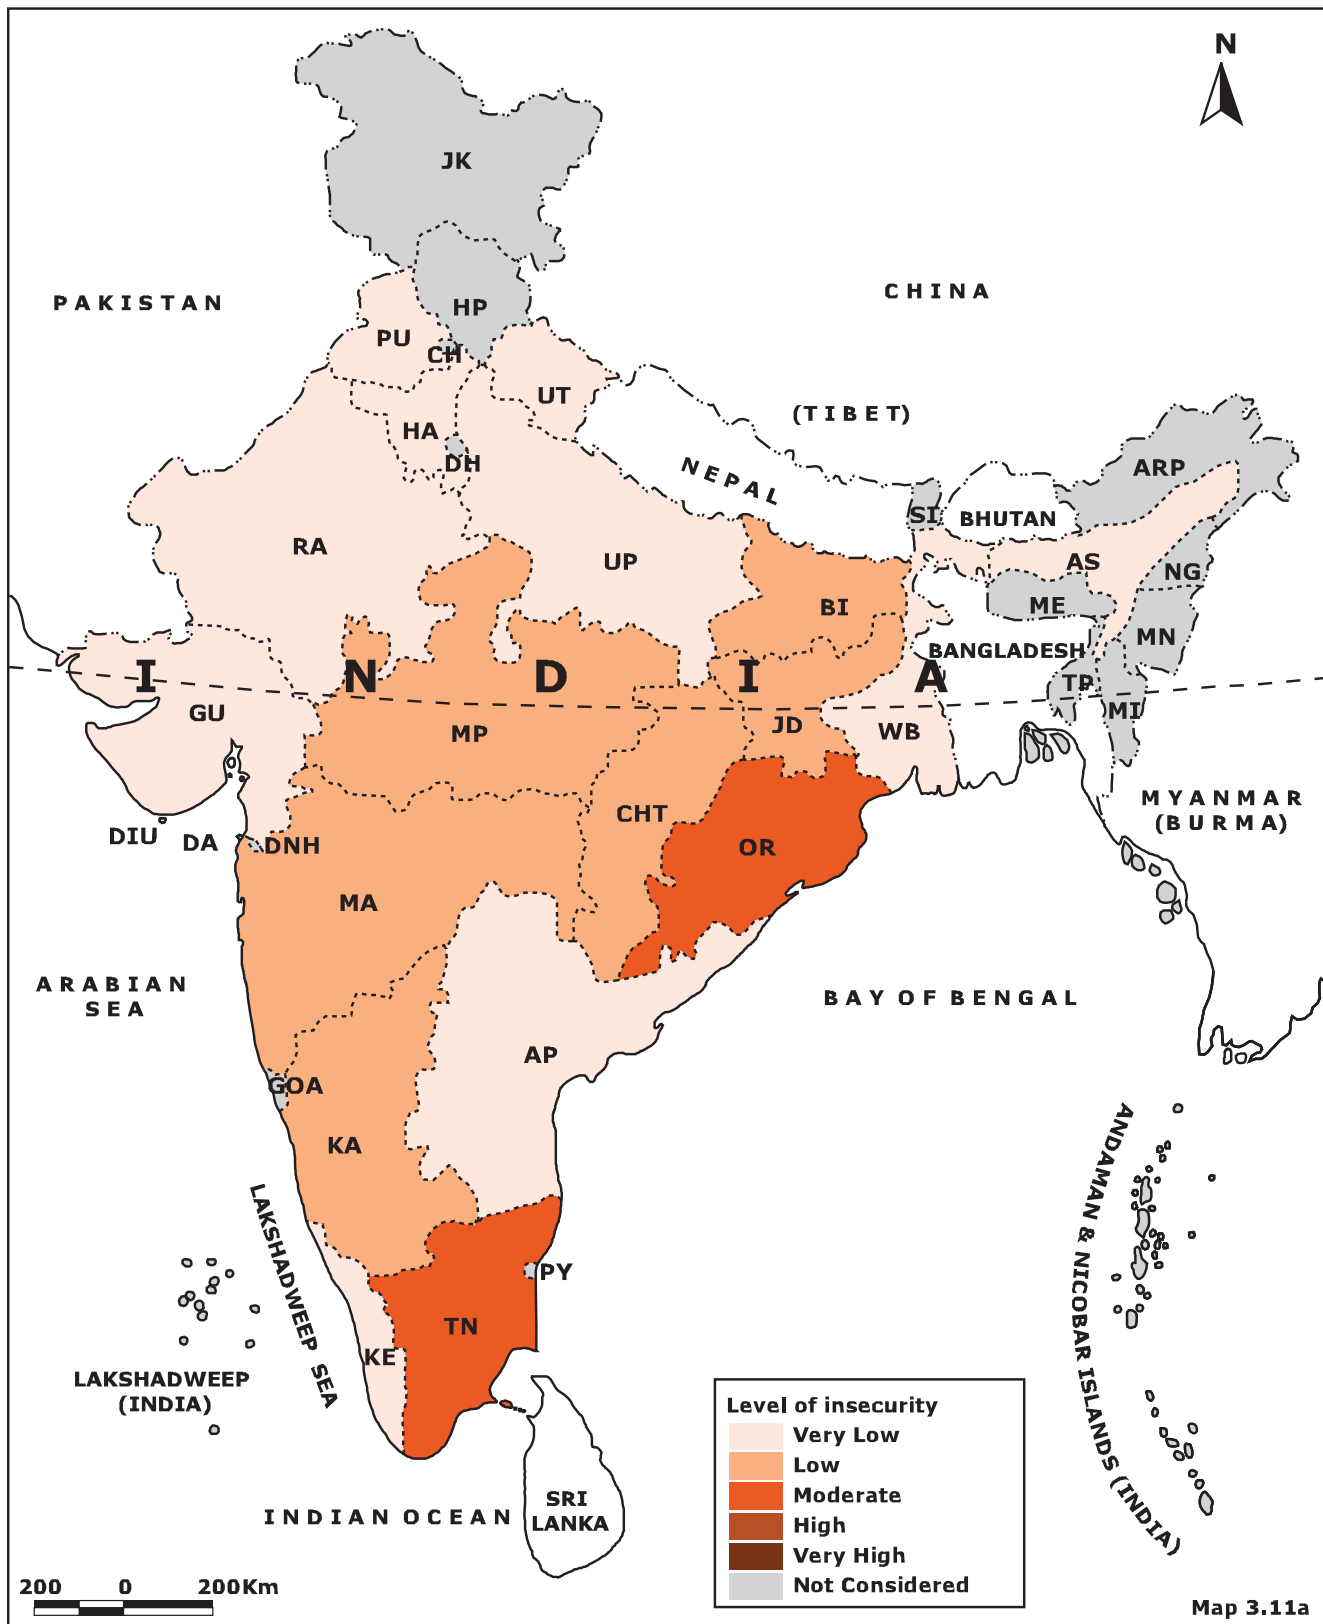 N
JK
PAKISTAN
HP
CHINA
PU
CH
UT
(TIBET)
HA
DH
NEPAL
ARP
SI
BHUTAN
RA
UP
AS
NG
BI
ME
MN
BANGLADESH
I N D I A
TP
MI
GU
MP
JD
WB
MYANMAR
(BURMA)
CHT
DIU
DA
DNH
OR
MA
ARABIAN
SEA
BAY OF BENGAL
AP
GOA
KA
ANDAMAN & NICOBAR ISLANDS (INDIA)
LAKSHADWEEP SEA
PY
TN
KE
LAKSHADWEEP
(INDIA)
Level of insecurity
Very Low
Low
Moderate
High
Very High
Not Considered
INDIAN OCEAN
SRI
LANKA
200 0 200Km
Map 3.11a